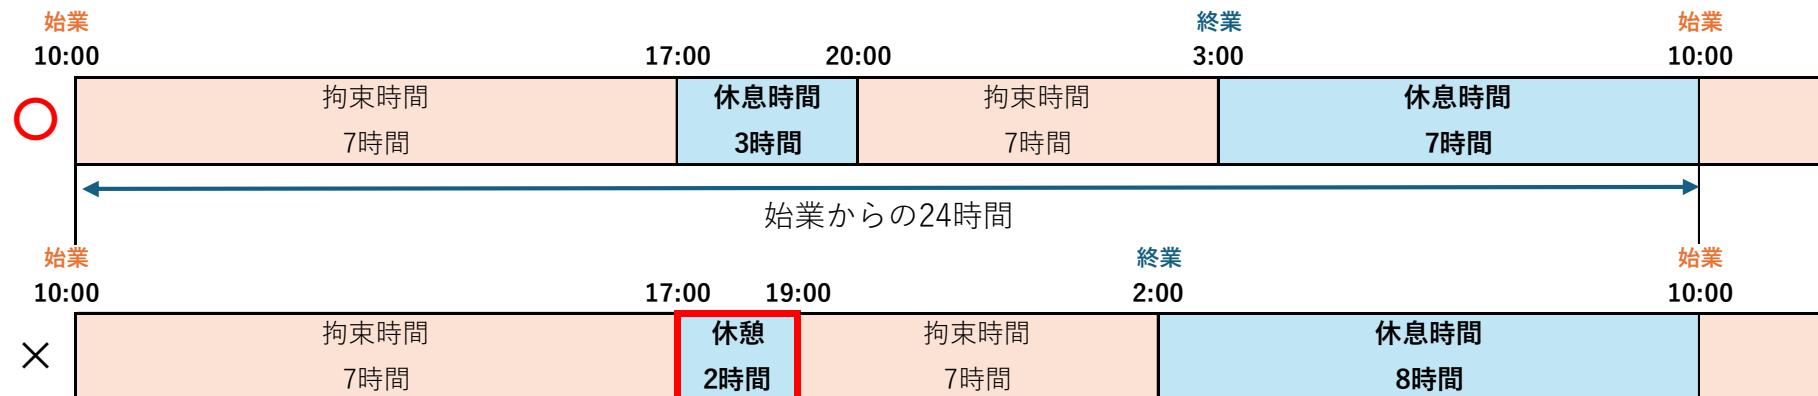 始業 終業 始業
10:00 17:00 20:00 3:00 10:00
拘束時間 休息時間 拘束時間 休息時間
7時間 3時間 7時間 7時間
始業からの24時間
始業 終業 始業
10:00 17:00 19:00 2:00 10:00
拘束時間 休憩 拘束時間 休息時間
7時間 2時間 7時間 8時間